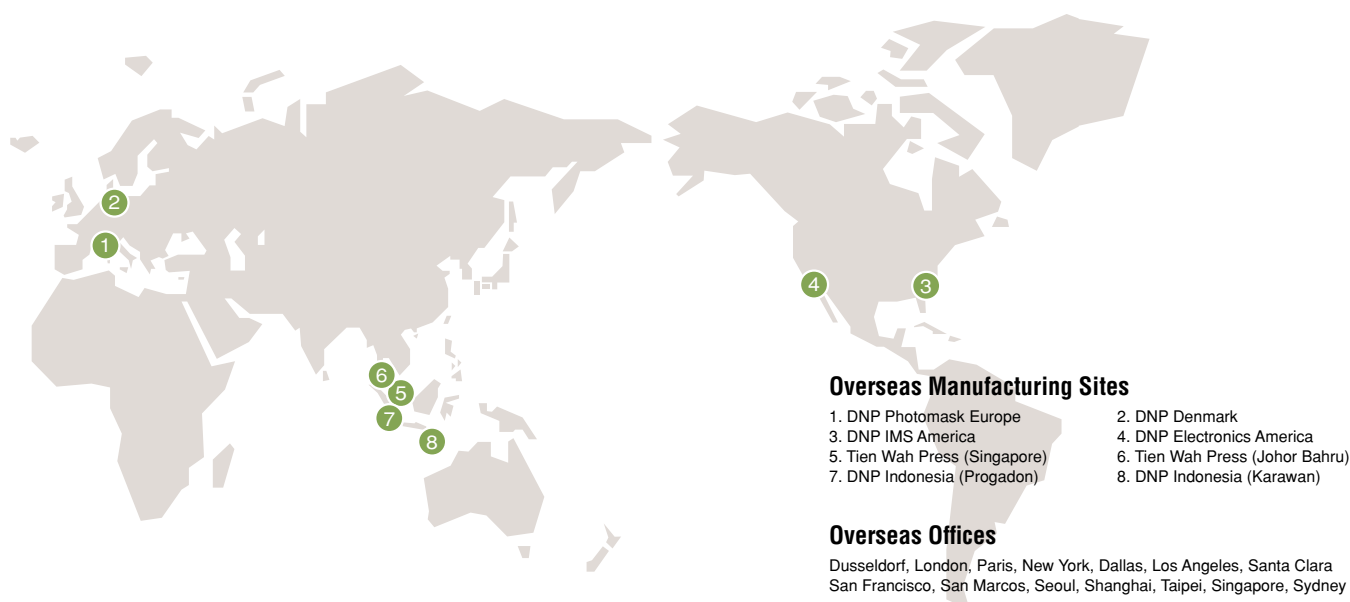 2
1
4
3
6
5
7
8
Overseas Manufacturing Sites
1. DNP Photomask Europe 2. DNP Denmark
3. DNP IMS America 4. DNP Electronics America
5. Tien Wah Press (Singapore) 6. Tien Wah Press (Johor Bahru)
7. DNP Indonesia (Progadon) 8. DNP Indonesia (Karawan)
Overseas Offices
Dusseldorf, London, Paris, New York, Dallas, Los Angeles, Santa Clara
San Francisco, San Marcos, Seoul, Shanghai, Taipei, Singapore, Sydney